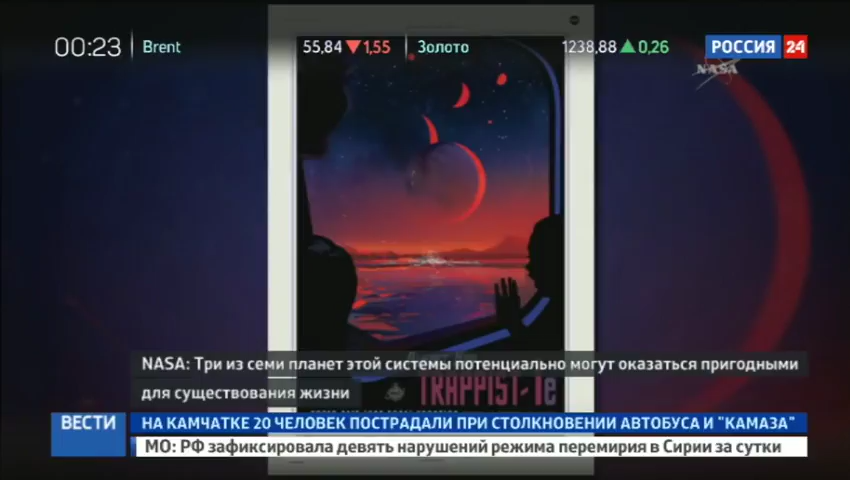 00:23 Brent 55,84 ▼1,55 Золото 1238,88 ▲0,26 РОССИЯ 24
NASA
NASA: Три из семи планет этой системы потенциально могут оказаться пригодными
для существования жизни
TRAPPIST-1e
ВЕСТИ
НА КАМЧАТКЕ 20 ЧЕЛОВЕК ПОСТРАДАЛИ ПРИ СТОЛКНОВЕНИИ АВТОБУСА И "КАМАЗА"
МО: РФ зафиксировала девять нарушений режима перемирия в Сирии за сутки